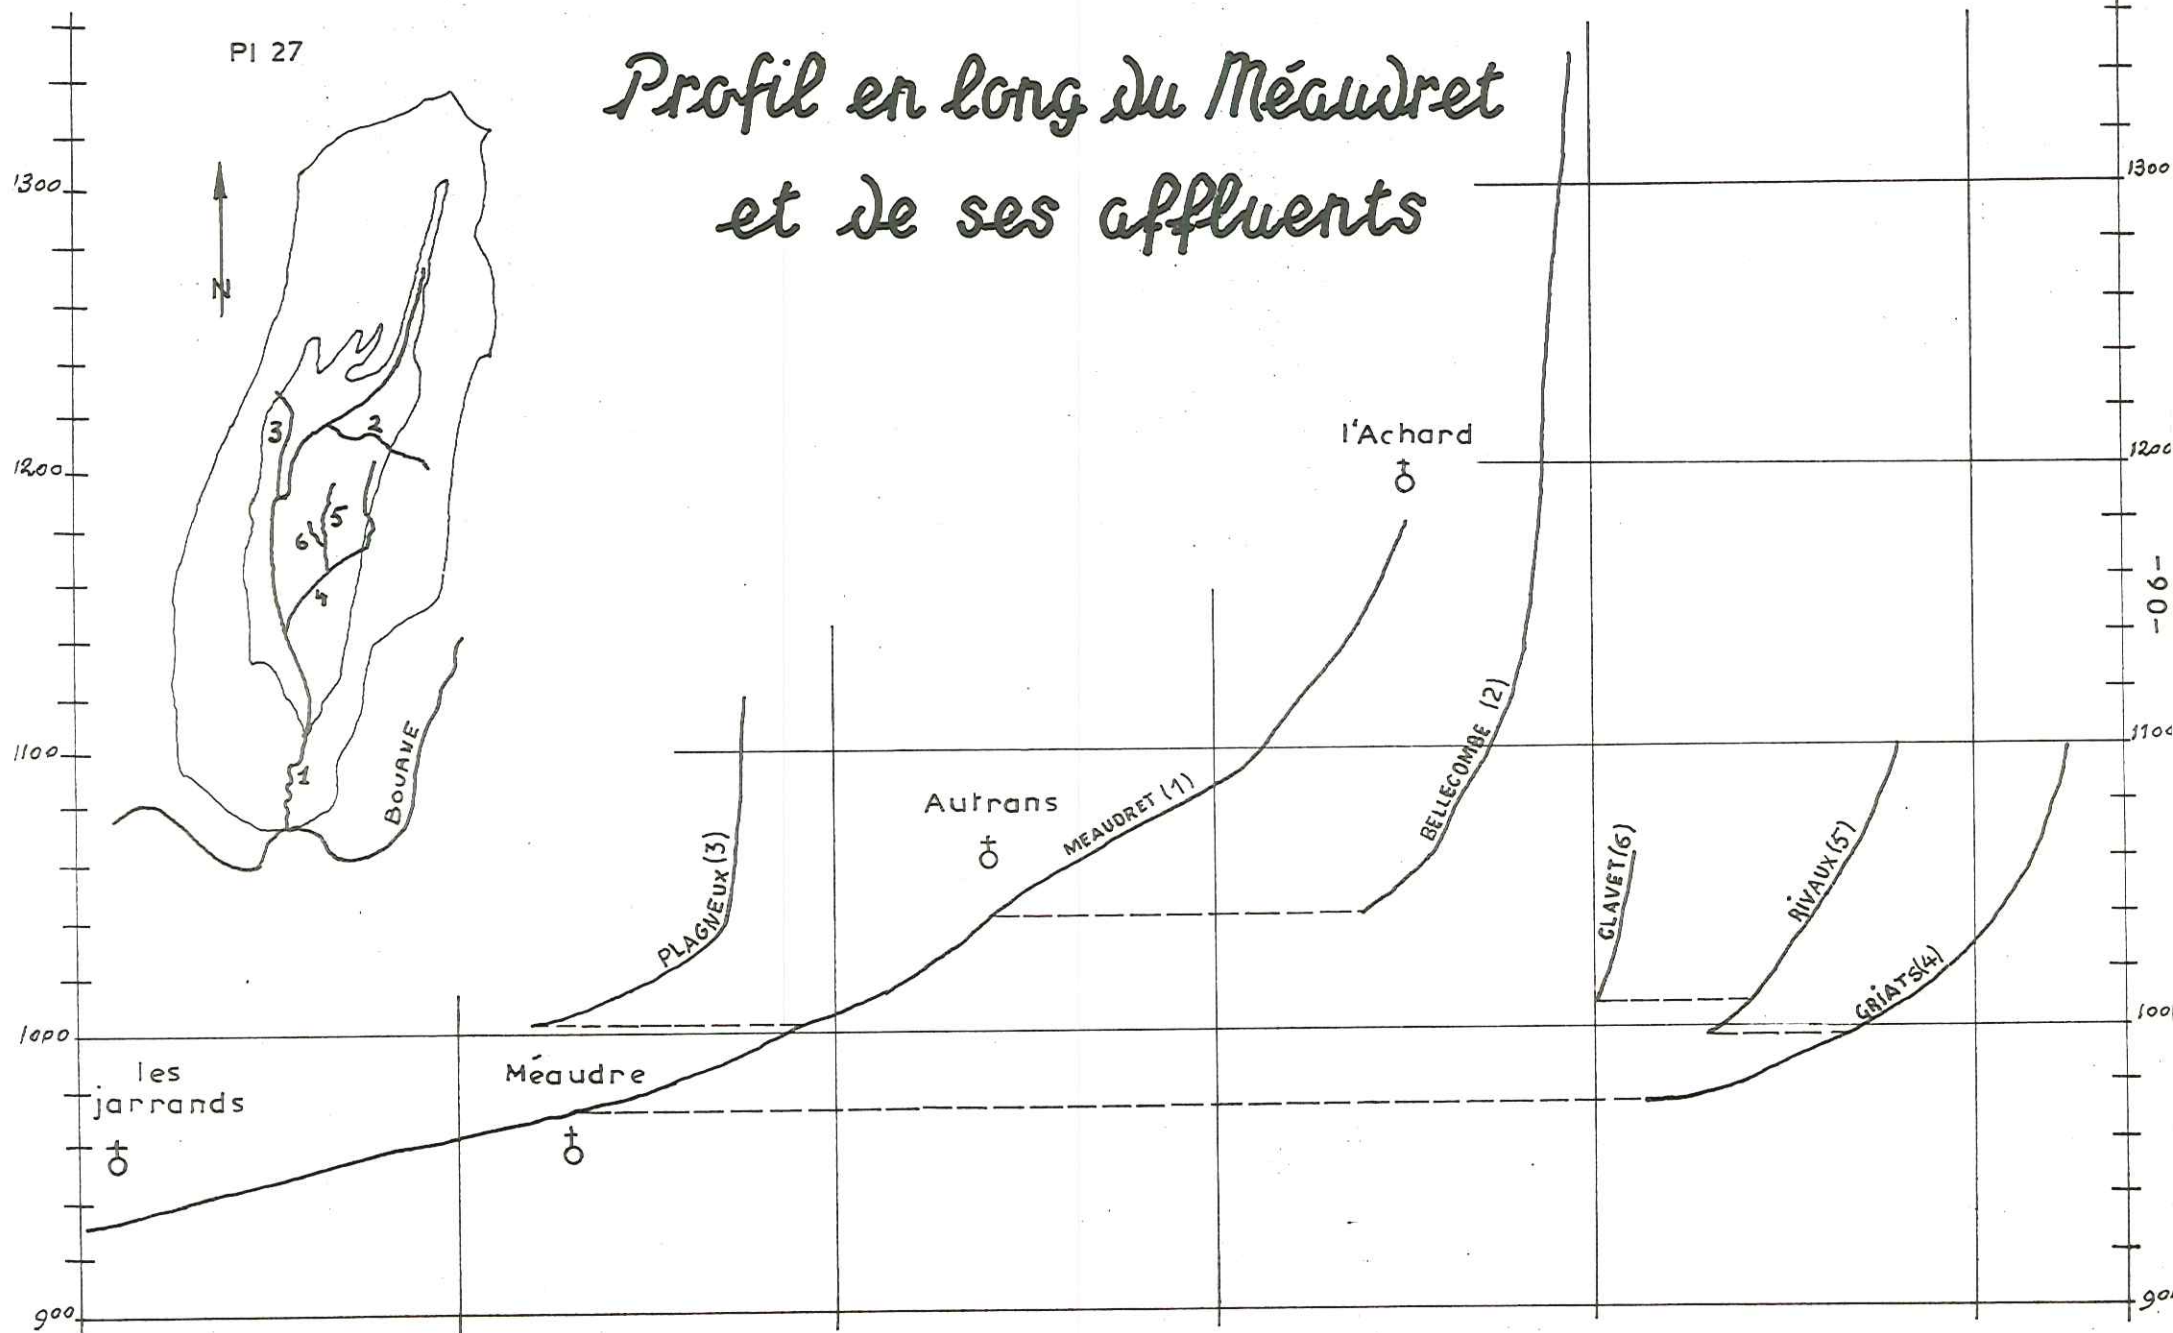 Pl 27
Profil en long du Méaudret
et de ses affluents
1300
1200
1100
1000
900
N
3
2
5
6
4
1
BOURNE
les
jarrands
Méaudre
Autrans
l'Achard
PLAGNEUX (3)
MEAUDRET (1)
BELLECOMBE (2)
CLAVET (6)
RIVAUX (5)
GRIATS (4)
1300
1200
-90-
1100
100
90